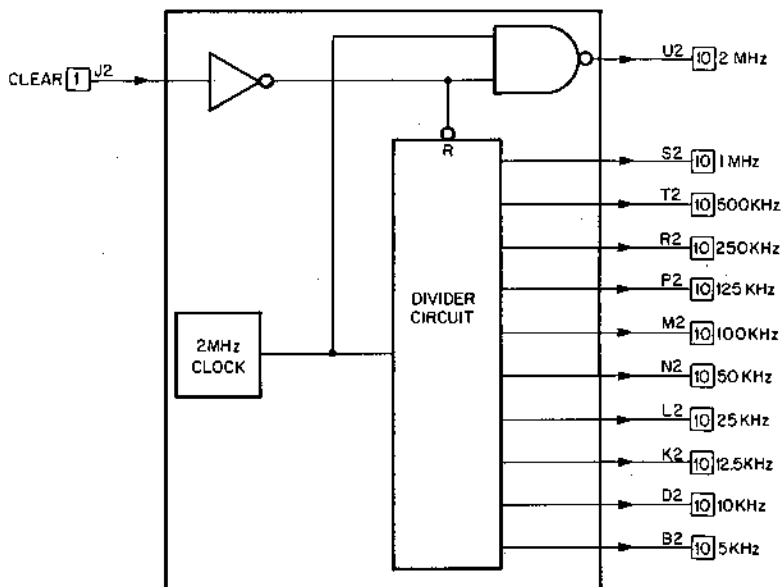 CLEAR 1 J2
U2 10 2 MHz
R
S2 10 1 MHz
T2 10 500KHz
R2 10 250KHz
P2 10 125 KHz
M2 10 100KHz
N2 10 50 KHz
L2 10 25KHz
K2 10 12.5KHz
D2 10 10KHz
B2 10 5KHz
DIVIDER
CIRCUIT
2MHz
CLOCK